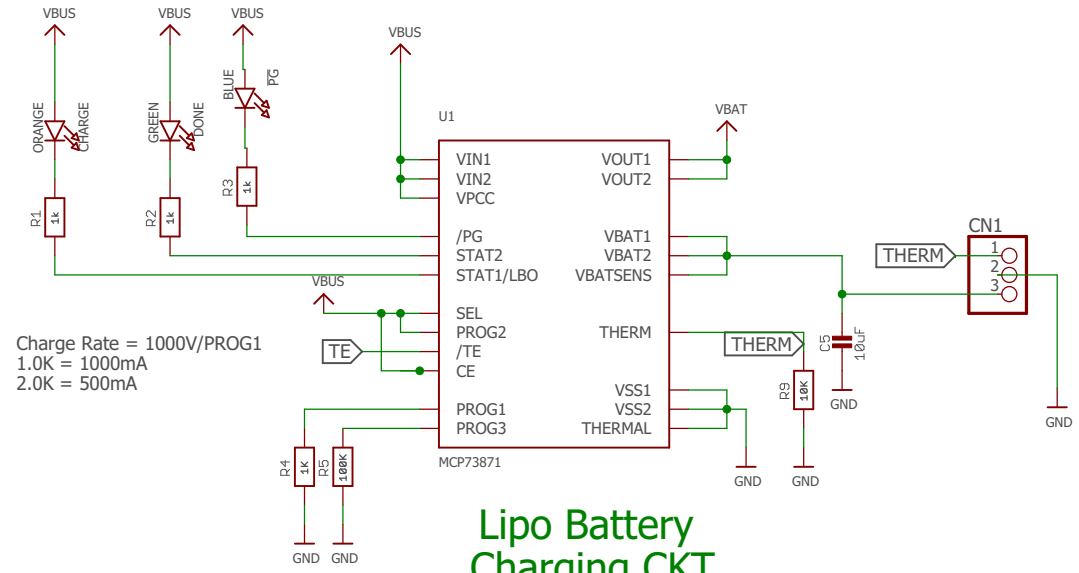 VBUS
VBUS
VBUS
VBUS
ORANGE
CHARGE
GREEN
DONE
BLUE
PG
R1
1k
R2
1k
R3
1k
U1
VIN1
VIN2
VPCC
/PG
STAT2
STAT1/LBO
SEL
PROG2
/TE
CE
PROG1
PROG3
VOUT1
VOUT2
VBAT1
VBAT2
VBATSENS
THERM
VSS1
VSS2
THERMAL
MCP73871
VBAT
VBUS
TE
Charge Rate = 1000V/PROG1
1.0K = 1000mA
2.0K = 500mA
R4
1K
R5
100K
GND
GND
THERM
R9
10K
C5
10uF
GND
GND
GND
THERM
CN1
1
2
3
GND
Lipo Battery
Charging CKT